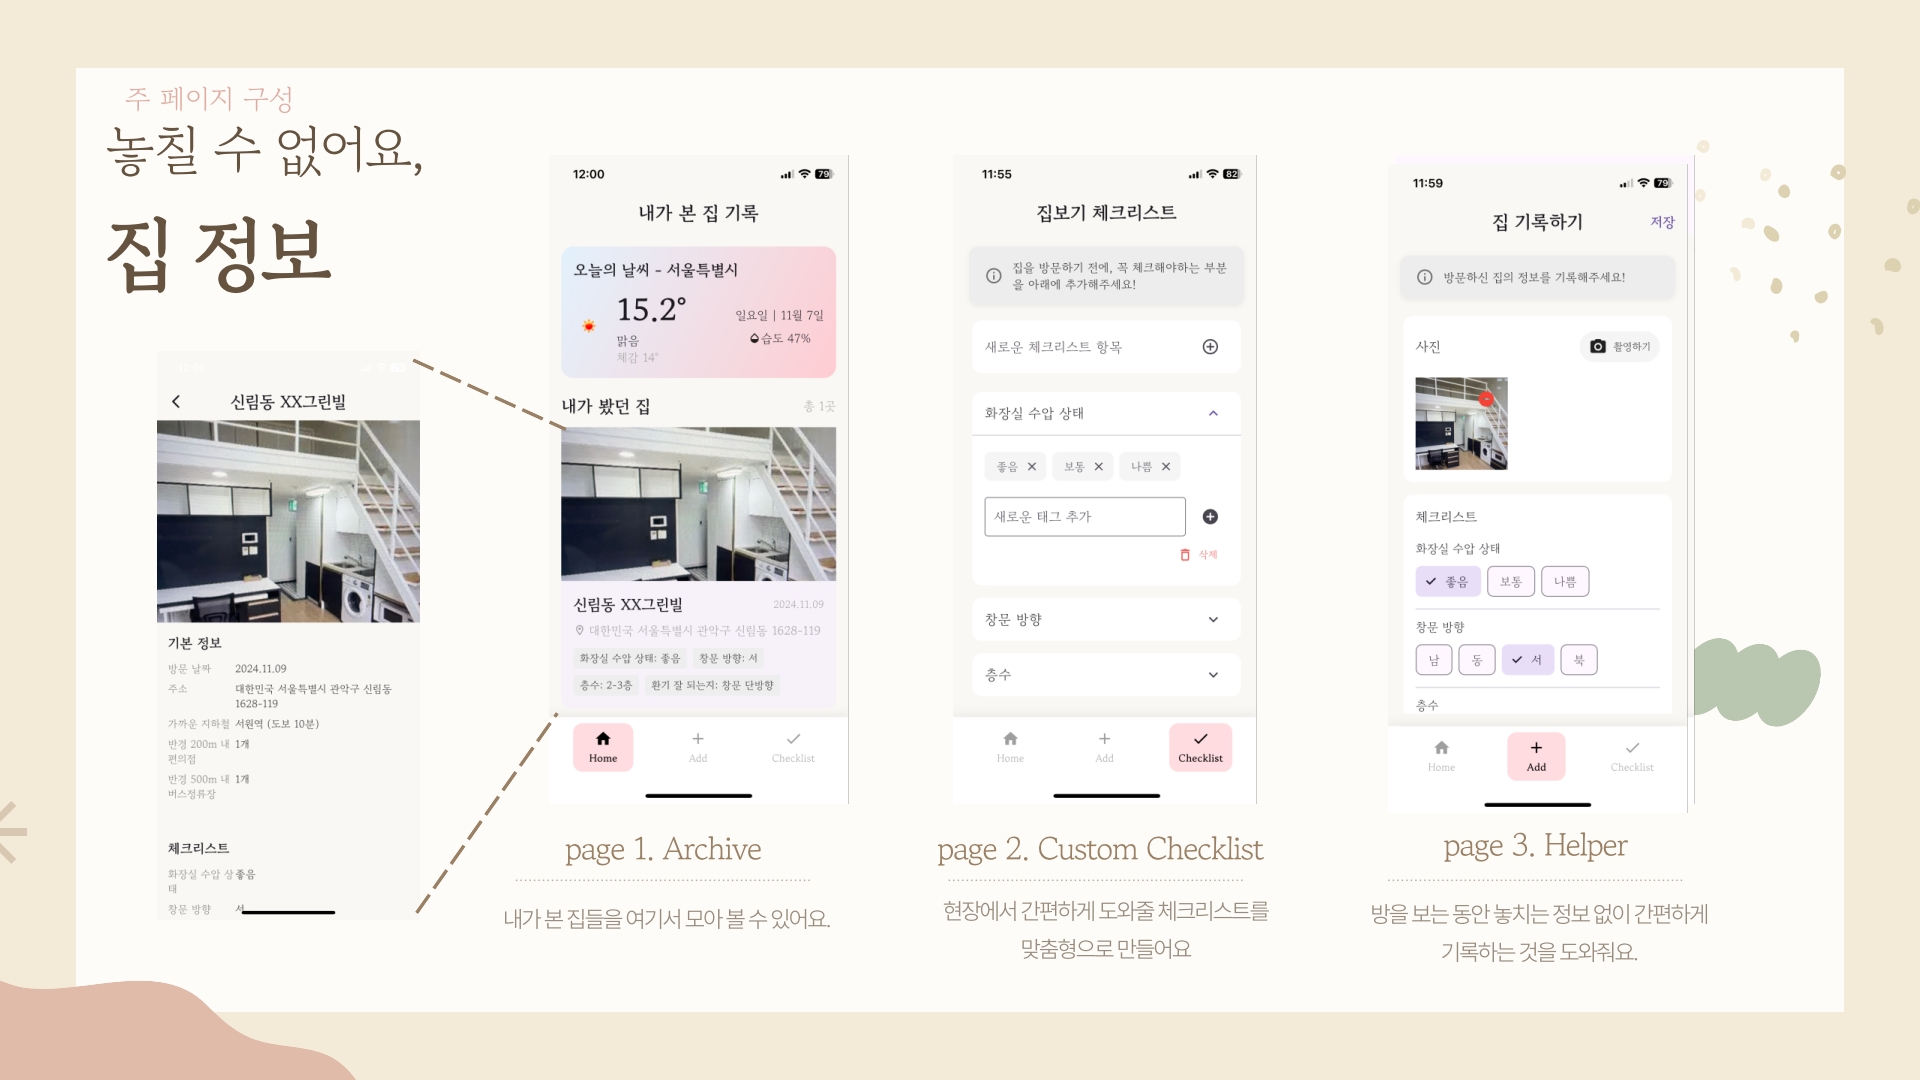 주 페이지 구성
놓칠 수 없어요,
집 정보
신림동 XX그린빌
기본 정보
방문 날짜 2024.11.09
주소 대한민국 서울특별시 관악구 신림동
1628-119
가까운 지하철 서원역 (도보 10분)
반경 200m 내 1개
편의점
반경 500m 내 1개
버스정류장
체크리스트
화장실 수압 상 좋음
태
창문 방향 서
12:00
79
내가 본 집 기록
오늘의 날씨 - 서울특별시
15.2°
맑음
체감 14°
일요일 | 11월 7일
습도 47%
내가 봤던 집
총 1곳
신림동 XX그린빌
2024.11.09
대한민국 서울특별시 관악구 신림동 1628-119
화장실 수압 상태: 좋음 창문 방향: 서
층수: 2-3층 환기 잘 되는지: 창문 단방향
Home Add Checklist
page 1. Archive
내가 본 집들을 여기서 모아 볼 수 있어요.
11:55
82
집보기 체크리스트
집을 방문하기 전에, 꼭 체크해야하는 부분
을 아래에 추가해주세요!
새로운 체크리스트 항목
화장실 수압 상태
좋음 보통 나쁨
새로운 태그 추가
삭제
창문 방향
층수
Home Add Checklist
page 2. Custom Checklist
현장에서 간편하게 도와줄 체크리스트를
맞춤형으로 만들어요
11:59
79
집 기록하기
저장
방문하신 집의 정보를 기록해주세요!
사진
촬영하기
체크리스트
화장실 수압 상태
좋음 보통 나쁨
창문 방향
남 동 서 북
층수
Home Add Checklist
page 3. Helper
방을 보는 동안 놓치는 정보 없이 간편하게
기록하는 것을 도와줘요.